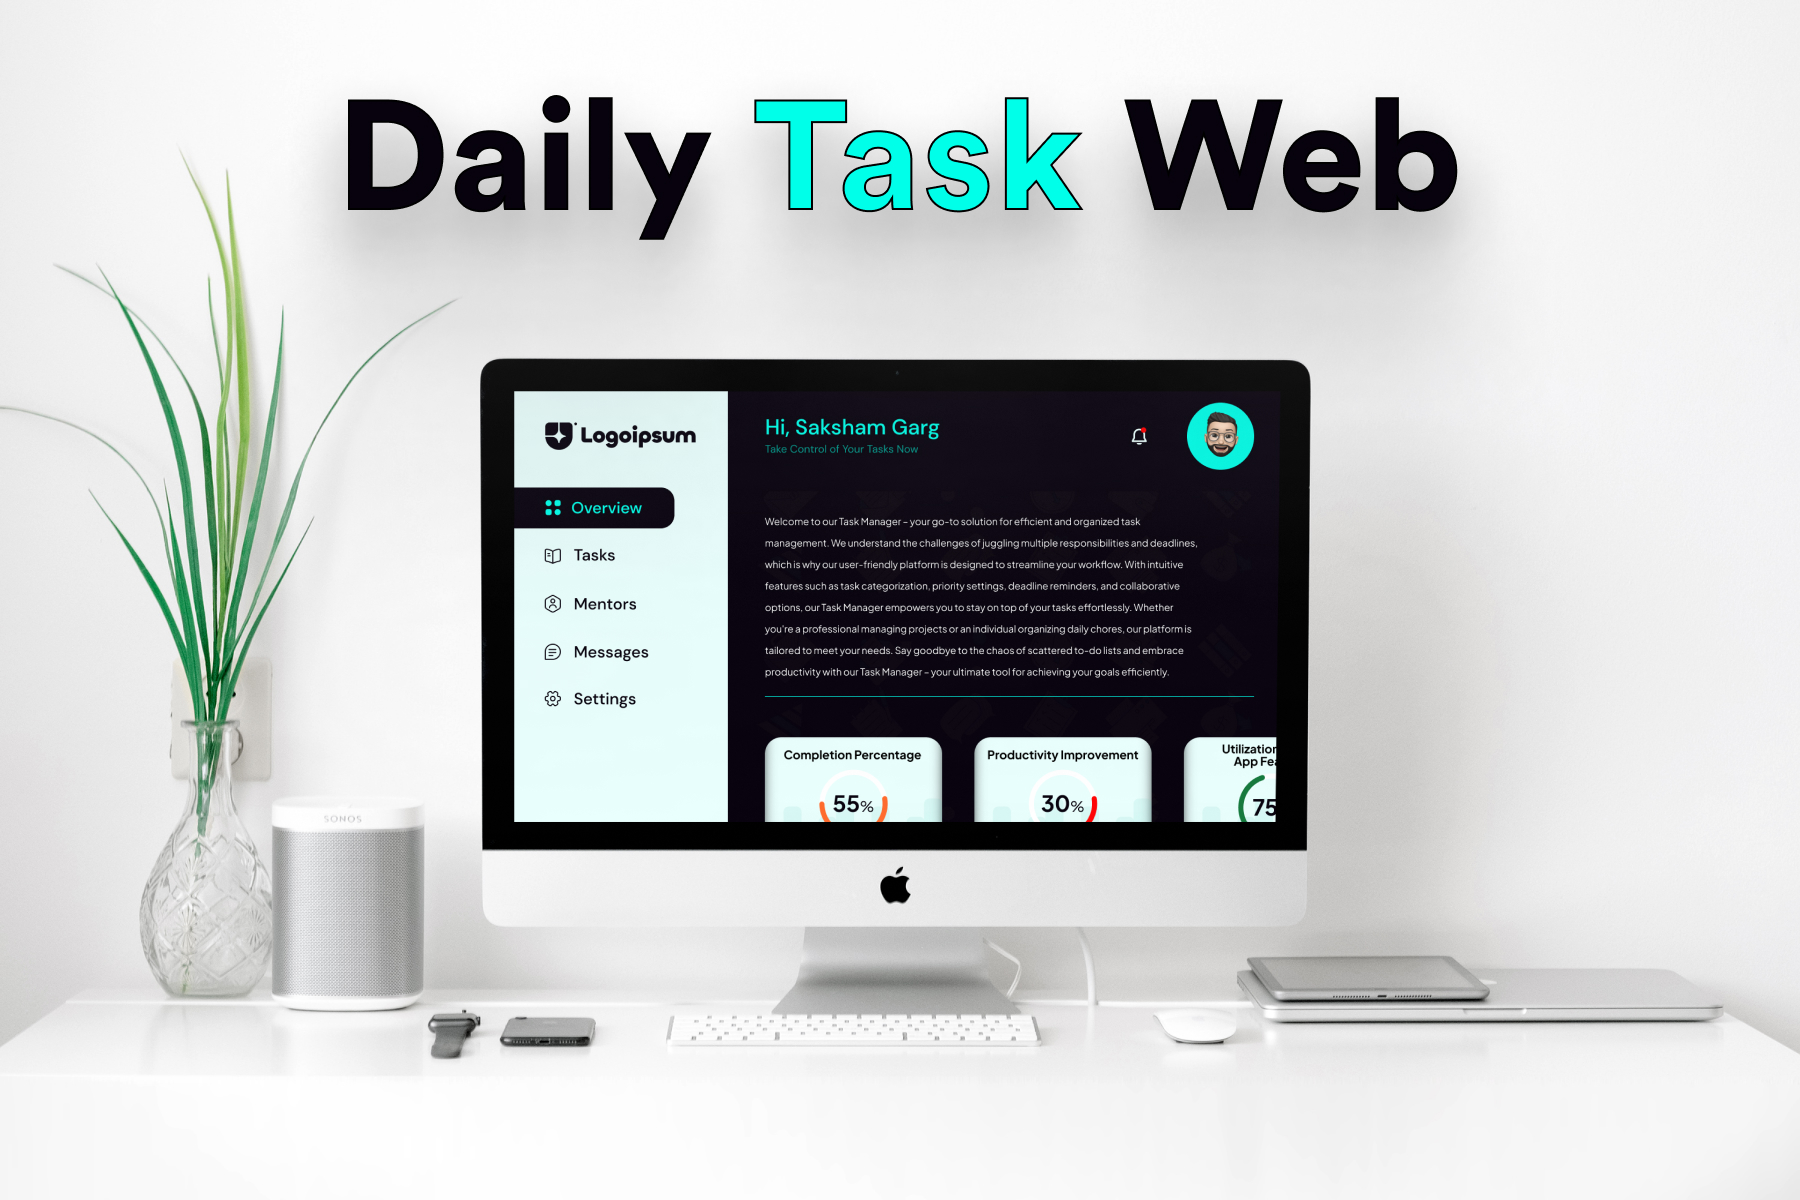 Daily Task Web
Logoipsum
Overview
Tasks
Mentors
Messages
Settings
Hi, Saksham Garg
Take Control of Your Tasks Now
Welcome to our Task Manager – your go-to solution for efficient and organized task
management. We understand the challenges of juggling multiple responsibilities and deadlines,
which is why our user-friendly platform is designed to streamline your workflow. With intuitive
features such as task categorization, priority settings, deadline reminders, and collaborative
options, our Task Manager empowers you to stay on top of your tasks effortlessly. Whether
you're a professional managing projects or an individual organizing daily chores, our platform is
tailored to meet your needs. Say goodbye to the chaos of scattered to-do lists and embrace
productivity with our Task Manager – your ultimate tool for achieving your goals efficiently.
Completion Percentage
55%
Productivity Improvement
30%
Utilization
App Fea
75
SONOS